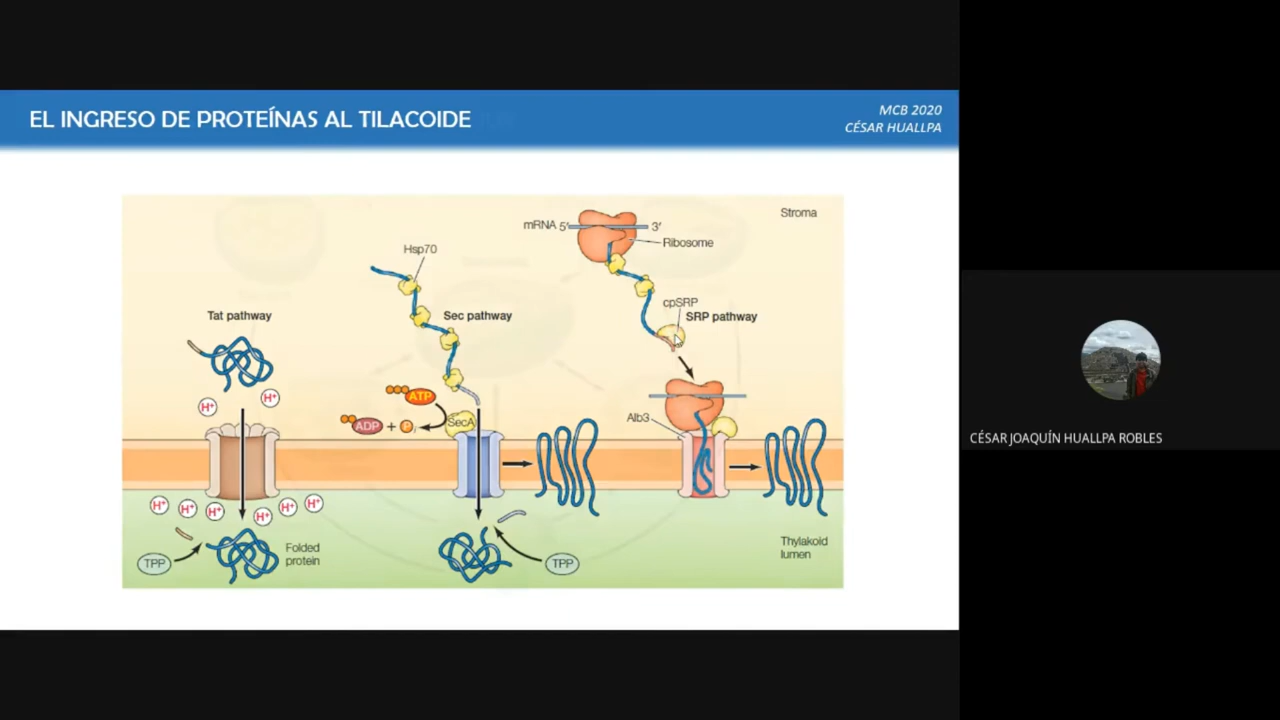 EL INGRESO DE PROTEÍNAS AL TILACOIDE
MCB 2020
CÉSAR HUALLPA
Stroma
mRNA 5'
3'
Ribosome
Hsp70
cpSRP
Tat pathway
Sec pathway
SRP pathway
H+
H+
ATP
ADP + Pi
SecA
Alb3
H+
H+
H+
H+
H+
H+
TPP
Folded
protein
TPP
Thylakoid
lumen
CÉSAR JOAQUÍN HUALLPA ROBLES